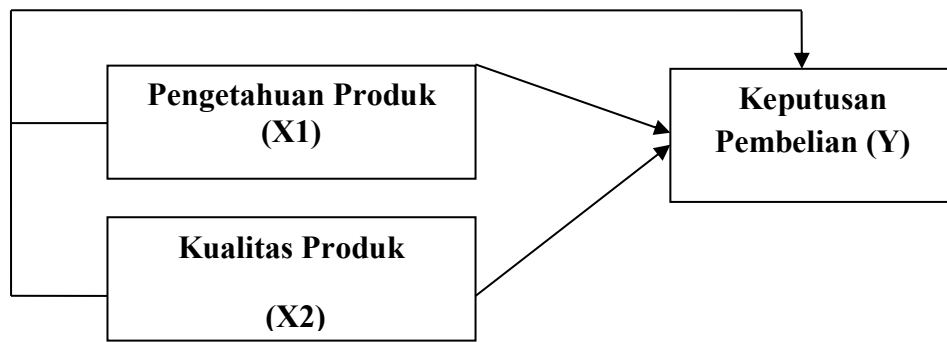 Pengetahuan Produk
(X1)
Keputusan
Pembelian (Y)
Kualitas Produk
(X2)